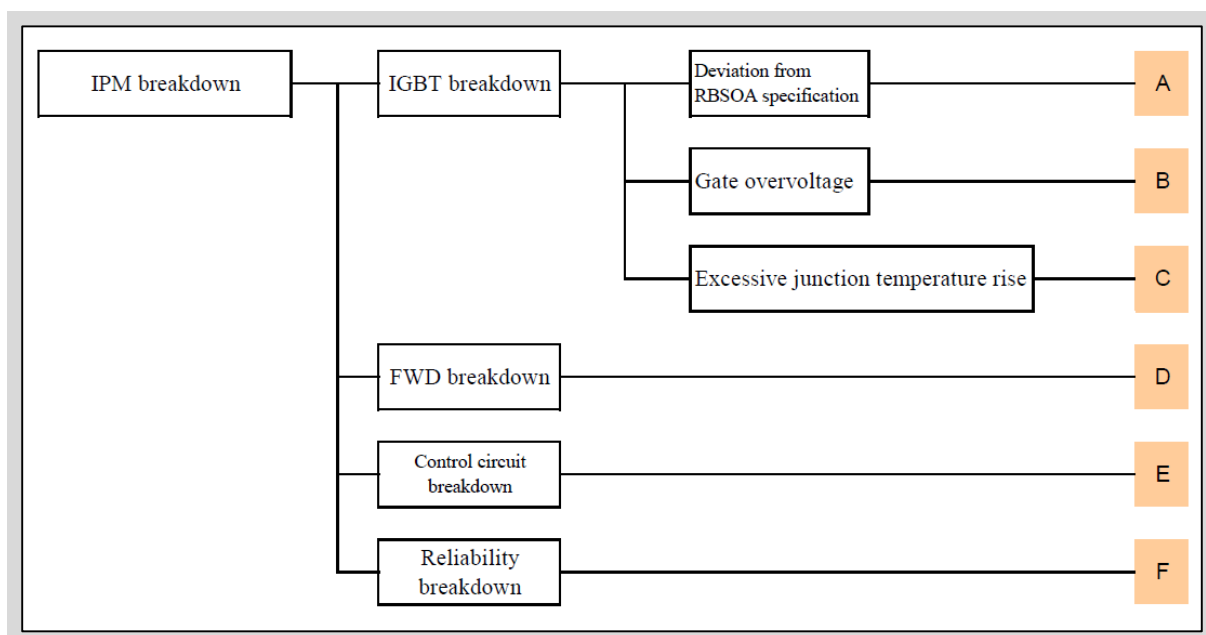 IPM breakdown
IGBT breakdown
Deviation from
RBSOA specification
A
Gate overvoltage
B
Excessive junction temperature rise
C
FWD breakdown
D
Control circuit
breakdown
E
Reliability
breakdown
F